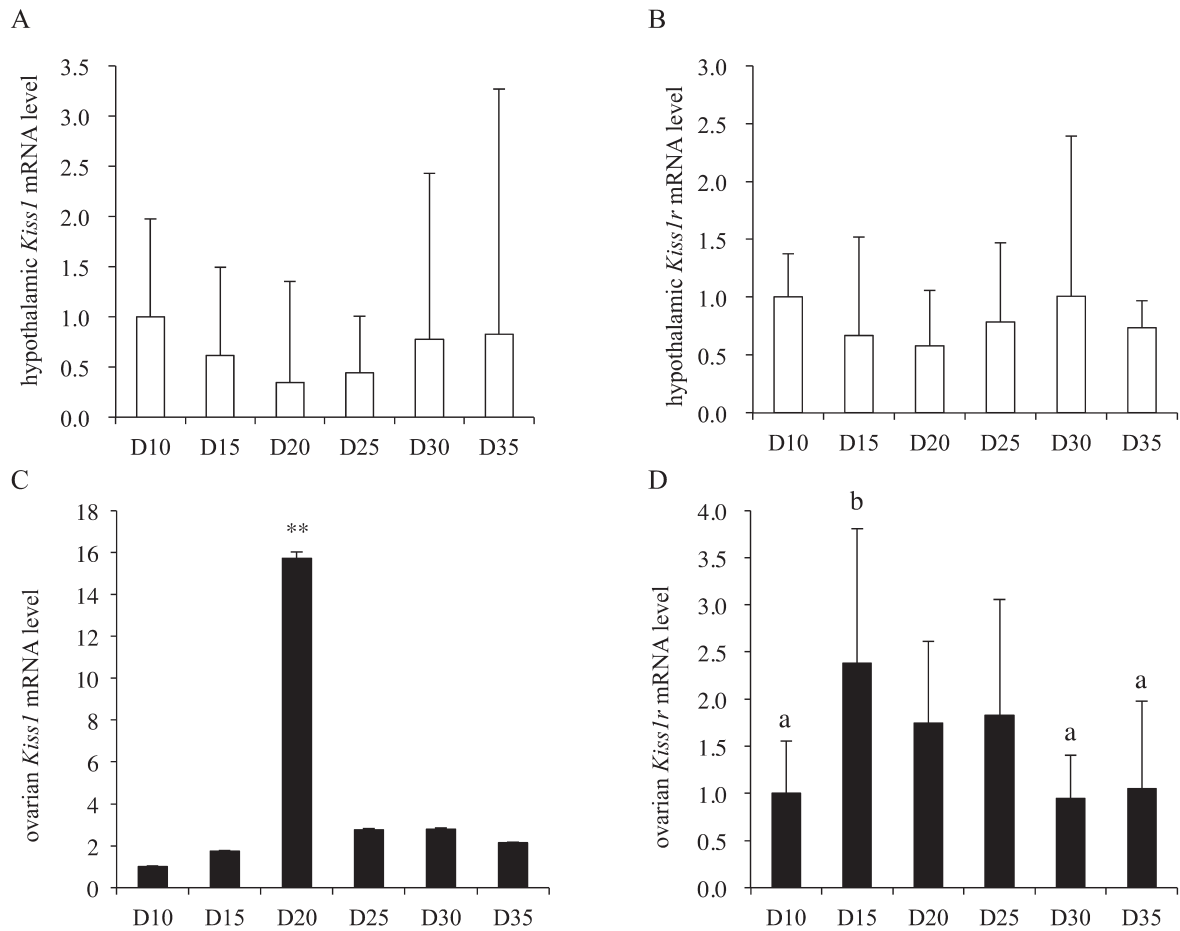 A
hypothalamic Kiss1 mRNA level
3.5
3.0
2.5
2.0
1.5
1.0
0.5
0.0
D10 D15 D20 D25 D30 D35
B
hypothalamic Kiss1r mRNA level
3.0
2.5
2.0
1.5
1.0
0.5
0.0
D10 D15 D20 D25 D30 D35
C
ovarian Kiss1 mRNA level
18
16
14
12
10
8
6
4
2
0
**
D10 D15 D20 D25 D30 D35
D
ovarian Kiss1r mRNA level
4.0
3.5
3.0
2.5
2.0
1.5
1.0
0.5
0.0
a b a a
D10 D15 D20 D25 D30 D35